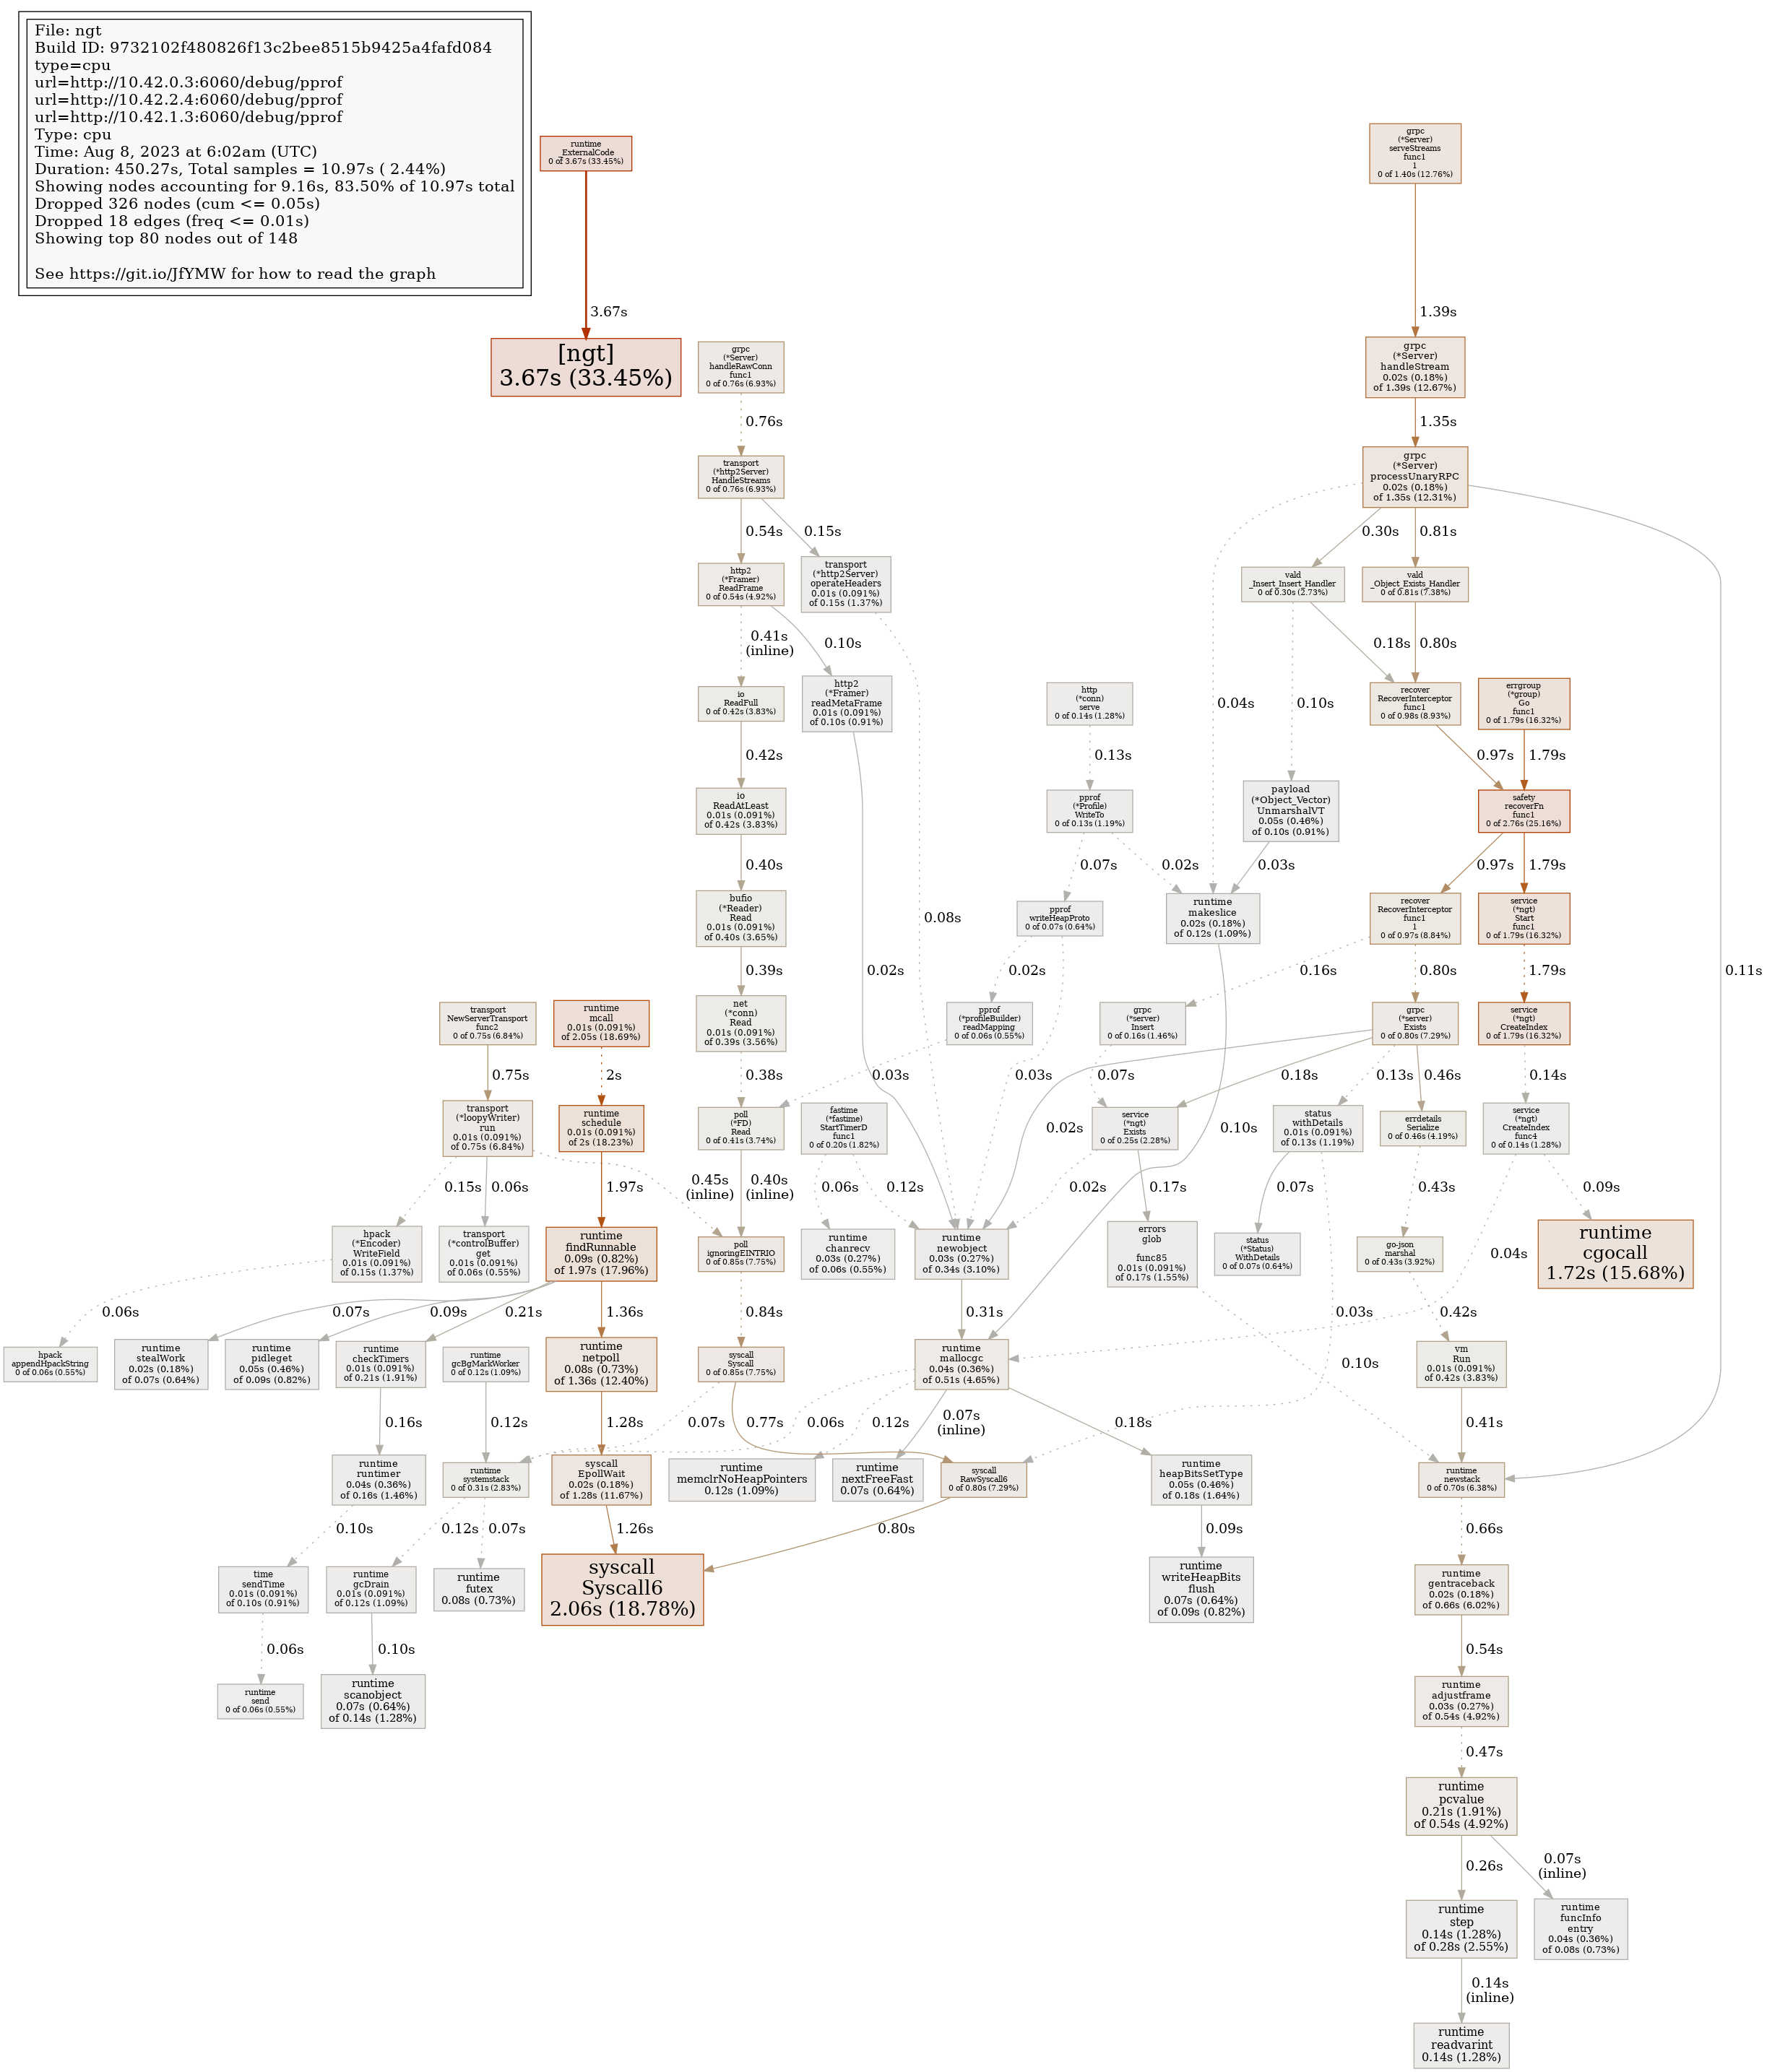 File: ngt
Build ID: 9732102f480826f13c2bee8515b9425a4fafd084
type=cpu
url=http://10.42.0.3:6060/debug/pprof
url=http://10.42.2.4:6060/debug/pprof
url=http://10.42.1.3:6060/debug/pprof
Type: cpu
Time: Aug 8, 2023 at 6:02am (UTC)
Duration: 450.27s, Total samples = 10.97s ( 2.44%)
Showing nodes accounting for 9.16s, 83.50% of 10.97s total
Dropped 326 nodes (cum <= 0.05s)
Dropped 18 edges (freq <= 0.01s)
Showing top 80 nodes out of 148
See https://git.io/JfYMW for how to read the graph
runtime
_ExternalCode
0 of 3.67s (33.45%)
grpc
(*Server)
serveStreams
func1
1
0 of 1.40s (12.76%)
3.67s
1.39s
[ngt]
3.67s (33.45%)
grpc
(*Server)
handleRawConn
func1
0 of 0.76s (6.93%)
grpc
(*Server)
handleStream
0.02s (0.18%)
of 1.39s (12.67%)
0.76s
1.35s
transport
(*http2Server)
HandleStreams
0 of 0.76s (6.93%)
grpc
(*Server)
processUnaryRPC
0.02s (0.18%)
of 1.35s (12.31%)
0.54s
0.15s
0.30s
0.81s
http2
(*Framer)
ReadFrame
0 of 0.54s (4.92%)
transport
(*http2Server)
operateHeaders
0.01s (0.091%)
of 0.15s (1.37%)
vald
_Insert_Insert_Handler
0 of 0.30s (2.73%)
vald
_Object_Exists_Handler
0 of 0.81s (7.38%)
0.41s
(inline)
0.10s
0.18s
0.80s
io
ReadFull
0 of 0.42s (3.83%)
http2
(*Framer)
readMetaFrame
0.01s (0.091%)
of 0.10s (0.91%)
http
(*conn)
serve
0 of 0.14s (1.28%)
0.04s
0.10s
recover
RecoverInterceptor
func1
0 of 0.98s (8.93%)
errgroup
(*group)
Go
func1
0 of 1.79s (16.32%)
0.42s
0.13s
0.97s
1.79s
io
ReadAtLeast
0.01s (0.091%)
of 0.42s (3.83%)
pprof
(*Profile)
WriteTo
0 of 0.13s (1.19%)
payload
(*Object_Vector)
UnmarshalVT
0.05s (0.46%)
of 0.10s (0.91%)
safety
recoverFn
func1
0 of 2.76s (25.16%)
0.40s
0.07s
0.02s
0.03s
0.97s
1.79s
bufio
(*Reader)
Read
0.01s (0.091%)
of 0.40s (3.65%)
0.08s
pprof
writeHeapProto
0 of 0.07s (0.64%)
runtime
makeslice
0.02s (0.18%)
of 0.12s (1.09%)
recover
RecoverInterceptor
func1
1
0 of 0.97s (8.84%)
service
(*ngt)
Start
func1
0 of 1.79s (16.32%)
0.39s
0.02s
0.02s
0.16s
0.80s
1.79s
0.11s
transport
NewServerTransport
func2
0 of 0.75s (6.84%)
runtime
mcall
0.01s (0.091%)
of 2.05s (18.69%)
net
(*conn)
Read
0.01s (0.091%)
of 0.39s (3.56%)
pprof
(*profileBuilder)
readMapping
0 of 0.06s (0.55%)
grpc
(*server)
Insert
0 of 0.16s (1.46%)
grpc
(*server)
Exists
0 of 0.80s (7.29%)
service
(*ngt)
CreateIndex
0 of 1.79s (16.32%)
0.75s
2s
0.38s
0.03s
0.03s
0.07s
0.18s
0.13s
0.46s
0.14s
transport
(*loopyWriter)
run
0.01s (0.091%)
of 0.75s (6.84%)
runtime
schedule
0.01s (0.091%)
of 2s (18.23%)
poll
(*FD)
Read
0 of 0.41s (3.74%)
fastime
(*fastime)
StartTimerD
func1
0 of 0.20s (1.82%)
0.02s
service
(*ngt)
Exists
0 of 0.25s (2.28%)
0.10s
status
withDetails
0.01s (0.091%)
of 0.13s (1.19%)
errdetails
Serialize
0 of 0.46s (4.19%)
service
(*ngt)
CreateIndex
func4
0 of 0.14s (1.28%)
0.15s
0.06s
1.97s
0.45s
(inline)
0.40s
(inline)
0.06s
0.12s
0.02s
0.17s
0.07s
0.43s
0.09s
hpack
(*Encoder)
WriteField
0.01s (0.091%)
of 0.15s (1.37%)
transport
(*controlBuffer)
get
0.01s (0.091%)
of 0.06s (0.55%)
runtime
findRunnable
0.09s (0.82%)
of 1.97s (17.96%)
poll
ignoringEINTRIO
0 of 0.85s (7.75%)
runtime
chanrecv
0.03s (0.27%)
of 0.06s (0.55%)
runtime
newobject
0.03s (0.27%)
of 0.34s (3.10%)
errors
glob

func85
0.01s (0.091%)
of 0.17s (1.55%)
status
(*Status)
WithDetails
0 of 0.07s (0.64%)
go-json
marshal
0 of 0.43s (3.92%)
0.04s
runtime
cgocall
1.72s (15.68%)
0.06s
0.07s
0.09s
0.21s
1.36s
0.84s
0.31s
0.03s
0.42s
hpack
appendHpackString
0 of 0.06s (0.55%)
runtime
stealWork
0.02s (0.18%)
of 0.07s (0.64%)
runtime
pidleget
0.05s (0.46%)
of 0.09s (0.82%)
runtime
checkTimers
0.01s (0.091%)
of 0.21s (1.91%)
runtime
gcBgMarkWorker
0 of 0.12s (1.09%)
runtime
netpoll
0.08s (0.73%)
of 1.36s (12.40%)
syscall
Syscall
0 of 0.85s (7.75%)
runtime
mallocgc
0.04s (0.36%)
of 0.51s (4.65%)
0.10s
vm
Run
0.01s (0.091%)
of 0.42s (3.83%)
0.16s
0.12s
1.28s
0.07s
0.77s
0.06s
0.12s
0.07s
(inline)
0.18s
0.41s
runtime
runtimer
0.04s (0.36%)
of 0.16s (1.46%)
runtime
systemstack
0 of 0.31s (2.83%)
syscall
EpollWait
0.02s (0.18%)
of 1.28s (11.67%)
runtime
memclrNoHeapPointers
0.12s (1.09%)
runtime
nextFreeFast
0.07s (0.64%)
syscall
RawSyscall6
0 of 0.80s (7.29%)
runtime
heapBitsSetType
0.05s (0.46%)
of 0.18s (1.64%)
runtime
newstack
0 of 0.70s (6.38%)
0.10s
0.12s
0.07s
1.26s
0.80s
0.09s
0.66s
time
sendTime
0.01s (0.091%)
of 0.10s (0.91%)
runtime
gcDrain
0.01s (0.091%)
of 0.12s (1.09%)
runtime
futex
0.08s (0.73%)
syscall
Syscall6
2.06s (18.78%)
runtime
writeHeapBits
flush
0.07s (0.64%)
of 0.09s (0.82%)
runtime
gentraceback
0.02s (0.18%)
of 0.66s (6.02%)
0.06s
0.10s
0.54s
runtime
send
0 of 0.06s (0.55%)
runtime
scanobject
0.07s (0.64%)
of 0.14s (1.28%)
runtime
adjustframe
0.03s (0.27%)
of 0.54s (4.92%)
0.47s
runtime
pcvalue
0.21s (1.91%)
of 0.54s (4.92%)
0.26s
0.07s
(inline)
runtime
step
0.14s (1.28%)
of 0.28s (2.55%)
runtime
funcInfo
entry
0.04s (0.36%)
of 0.08s (0.73%)
0.14s
(inline)
runtime
readvarint
0.14s (1.28%)